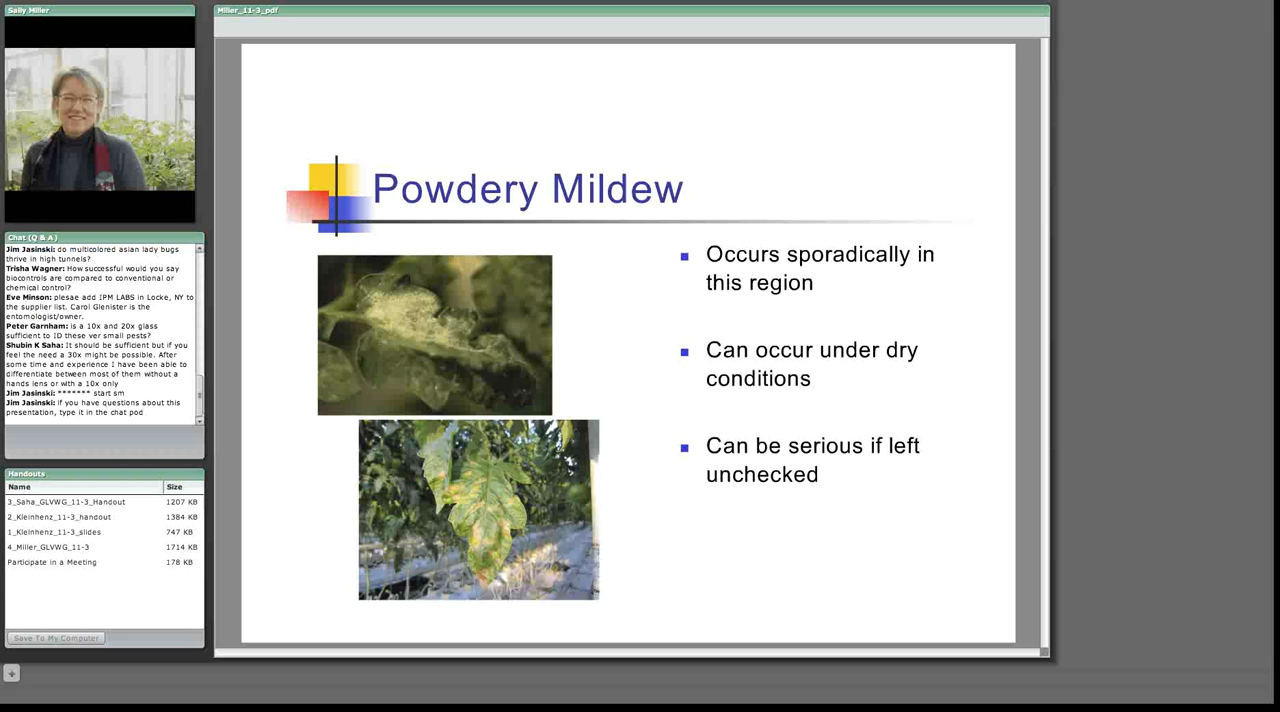 Sally Miller
Miller_11-3_pdf
Powdery Mildew
Occurs sporadically in
this region
Can occur under dry
conditions
Can be serious if left
unchecked
Chat (Q & A)
Jim Jasinski: do multicolored asian lady bugs
thrive in high tunnels?
Trisha Wagner: How successful would you say
biocontrols are compared to conventional or
chemical control?
Eve Minson: plesae add IPM LABS in Locke, NY to
the supplier list. Carol Glenister is the
entomologist/owner.
Peter Garnham: is a 10x and 20x glass
sufficient to ID these ver small pests?
Shubin K Saha: It should be sufficient but if you
feel the need a 30x might be possible. After
some time and experience I have been able to
differentiate between most of them without a
hands lens or with a 10x only
Jim Jasinski: ******* start sm
Jim Jasinski: if you have questions about this
presentation, type it in the chat pod
Handouts
Name Size
3_Saha_GLVWG_11-3_Handout 1207 KB
2_Kleinhenz_11-3_handout 1384 KB
1_Kleinhenz_11-3_slides 747 KB
4_Miller_GLVWG_11-3 1714 KB
Participate in a Meeting 178 KB
Save To My Computer